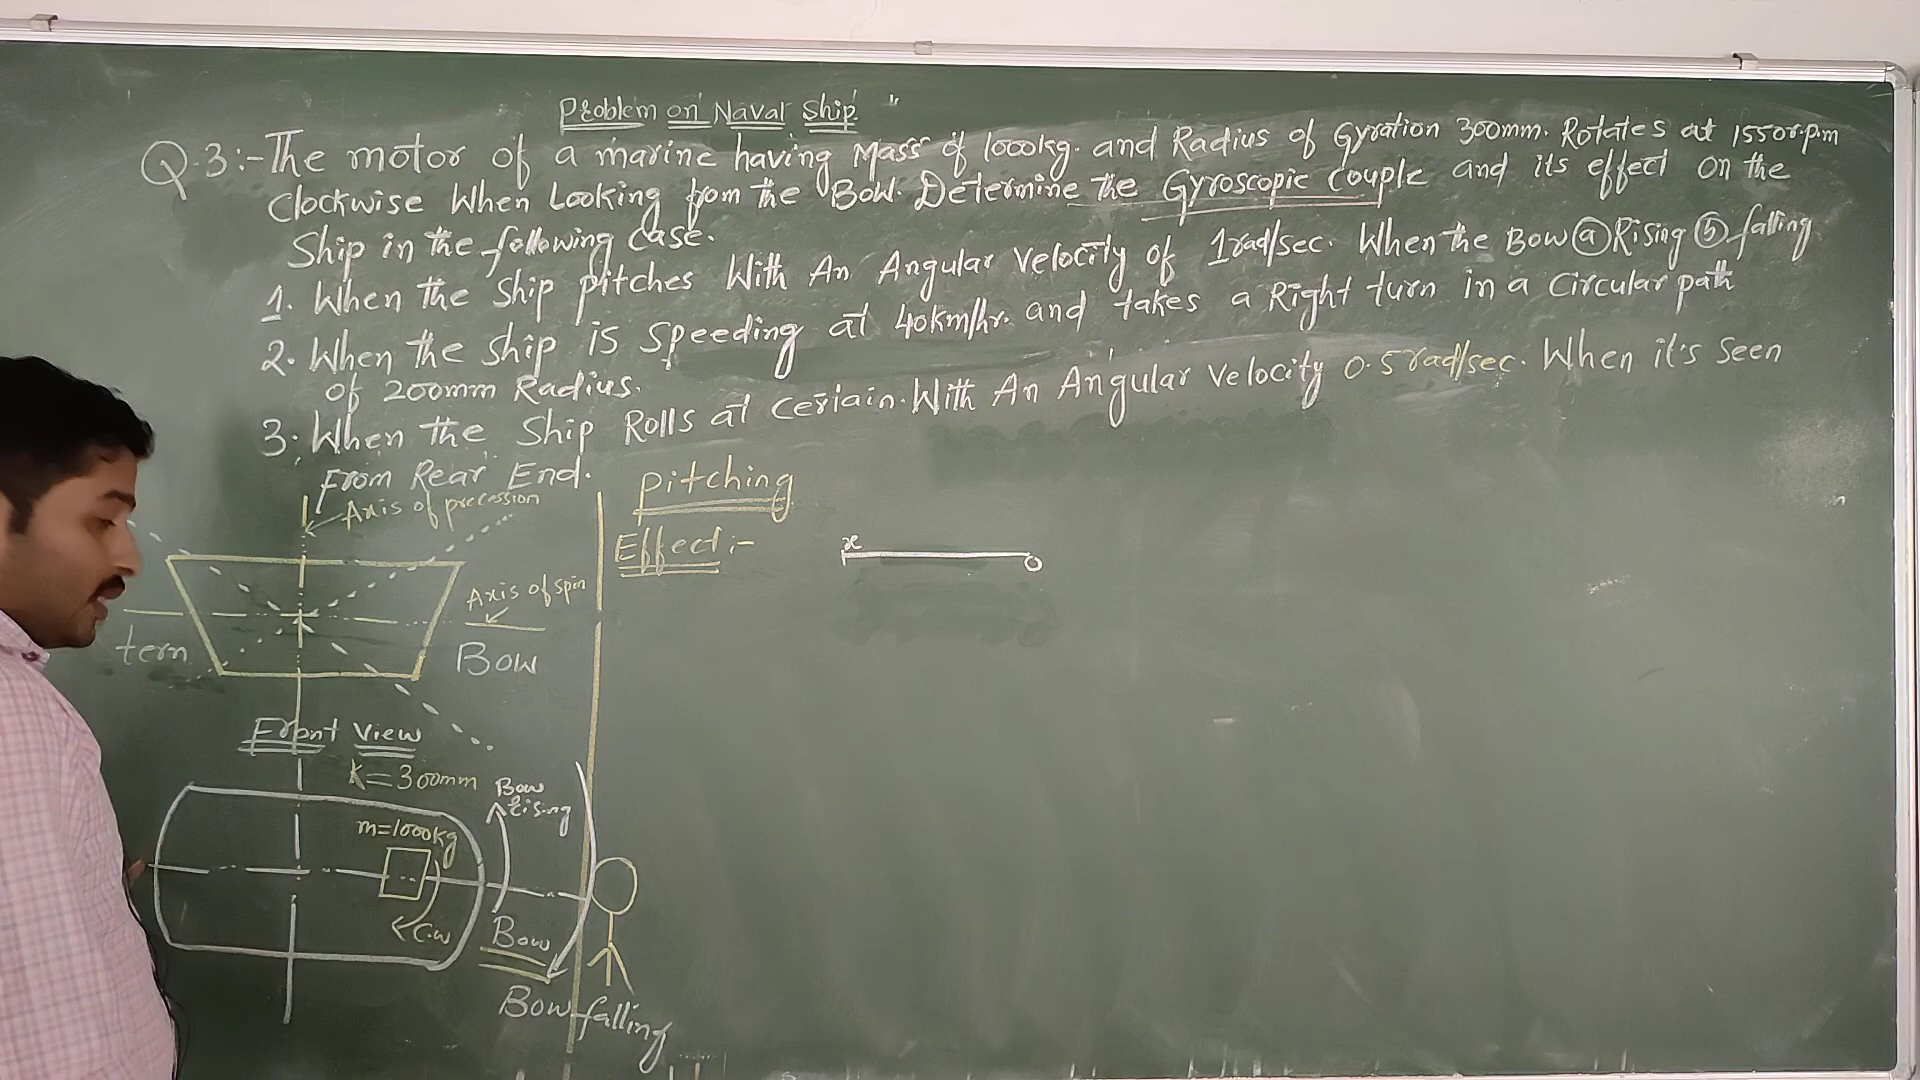 Problem on Naval Ship "
Q.3:- The motor of a marine having Mass of 1000kg. and Radius of Gyration 300mm. Rotates at 1550r.p.m
Clockwise When Looking from the Bow. Determine the Gyroscopic Couple and its effect on the
Ship in the following case.
1. When the Ship pitches With An Angular Velocity of 1rad/sec. When the Bow ⓐ Rising ⓑ falling
2. When the Ship is Speeding at 40km/hr. and takes a Right turn in a Circular path
of 200mm Radius.
3. When the Ship Rolls at Certain. With An Angular Velocity 0.5 rad/sec. When it's Seen
From Rear End.
Axis of precession
Pitching
Effect:-
x
o
Axis of spin
tern
Bow
Front View
K=300mm
Bow
rising
m=1000kg
C.W
Bow
Bow falling